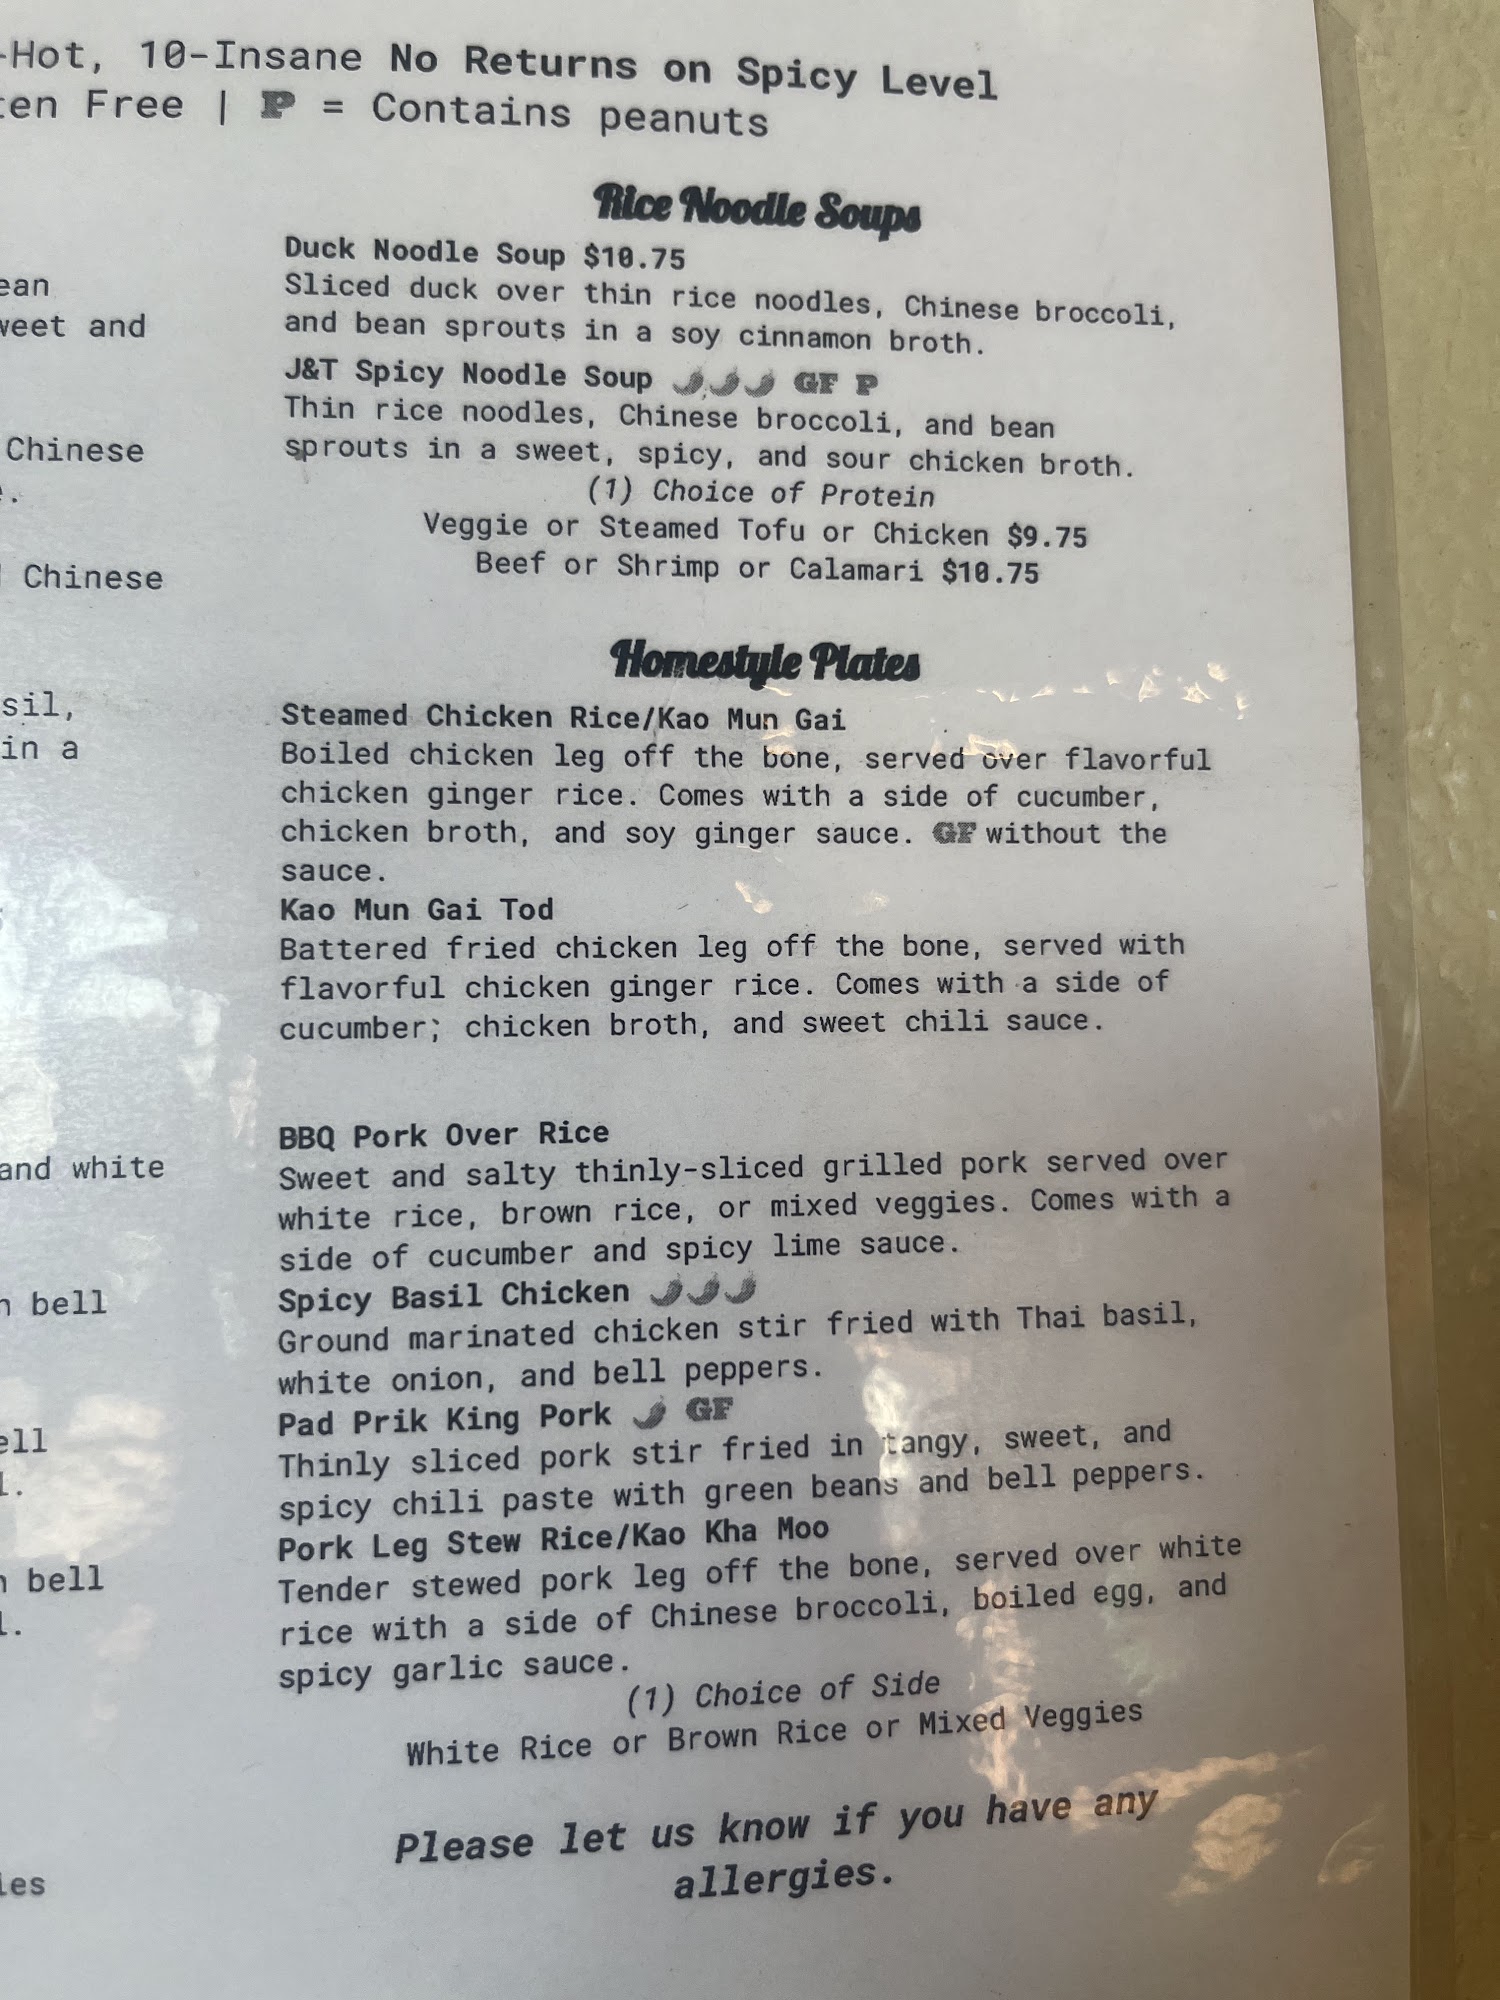 -Hot, 10-Insane No Returns on Spicy Level
ten Free | P = Contains peanuts
ean
weet and
Chinese
e.
Chinese
sil,
in a
and white
n bell
ell
l.
n bell
l.
ies
Rice Noodle Soups
Duck Noodle Soup $10.75
Sliced duck over thin rice noodles, Chinese broccoli,
and bean sprouts in a soy cinnamon broth.
J&T Spicy Noodle Soup GF P
Thin rice noodles, Chinese broccoli, and bean
sprouts in a sweet, spicy, and sour chicken broth.
(1) Choice of Protein
Veggie or Steamed Tofu or Chicken $9.75
Beef or Shrimp or Calamari $10.75
Homestyle Plates
Steamed Chicken Rice/Kao Mun Gai
Boiled chicken leg off the bone, served over flavorful
chicken ginger rice. Comes with a side of cucumber,
chicken broth, and soy ginger sauce. GF without the
sauce.
Kao Mun Gai Tod
Battered fried chicken leg off the bone, served with
flavorful chicken ginger rice. Comes with a side of
cucumber; chicken broth, and sweet chili sauce.
BBQ Pork Over Rice
Sweet and salty thinly-sliced grilled pork served over
white rice, brown rice, or mixed veggies. Comes with a
side of cucumber and spicy lime sauce.
Spicy Basil Chicken
Ground marinated chicken stir fried with Thai basil,
white onion, and bell peppers.
Pad Prik King Pork GF
Thinly sliced pork stir fried in tangy, sweet, and
spicy chili paste with green beans and bell peppers.
Pork Leg Stew Rice/Kao Kha Moo
Tender stewed pork leg off the bone, served over white
rice with a side of Chinese broccoli, boiled egg, and
spicy garlic sauce.
(1) Choice of Side
White Rice or Brown Rice or Mixed Veggies
Please let us know if you have any
allergies.